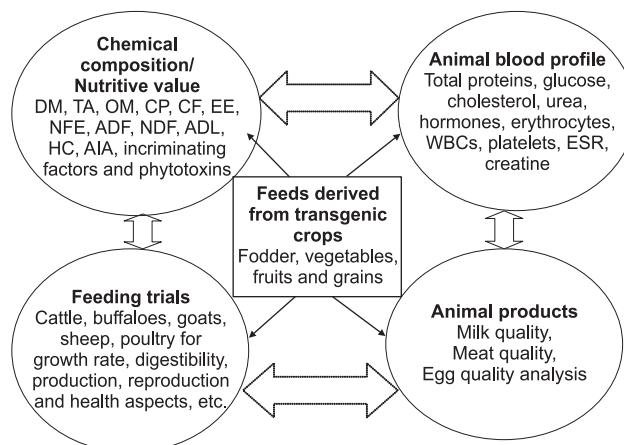 Chemical
composition/
Nutritive value
DM, TA, OM, CP, CF, EE,
NFE, ADF, NDF, ADL,
HC, AIA, incriminating
factors and phytotoxins
Animal blood profile
Total proteins, glucose,
cholesterol, urea,
hormones, erythrocytes,
WBCs, platelets, ESR,
creatine
Feeds derived
from transgenic
crops
Fodder, vegetables,
fruits and grains
Feeding trials
Cattle, buffaloes, goats,
sheep, poultry for
growth rate, digestibility,
production, reproduction
and health aspects, etc.
Animal products
Milk quality,
Meat quality,
Egg quality analysis